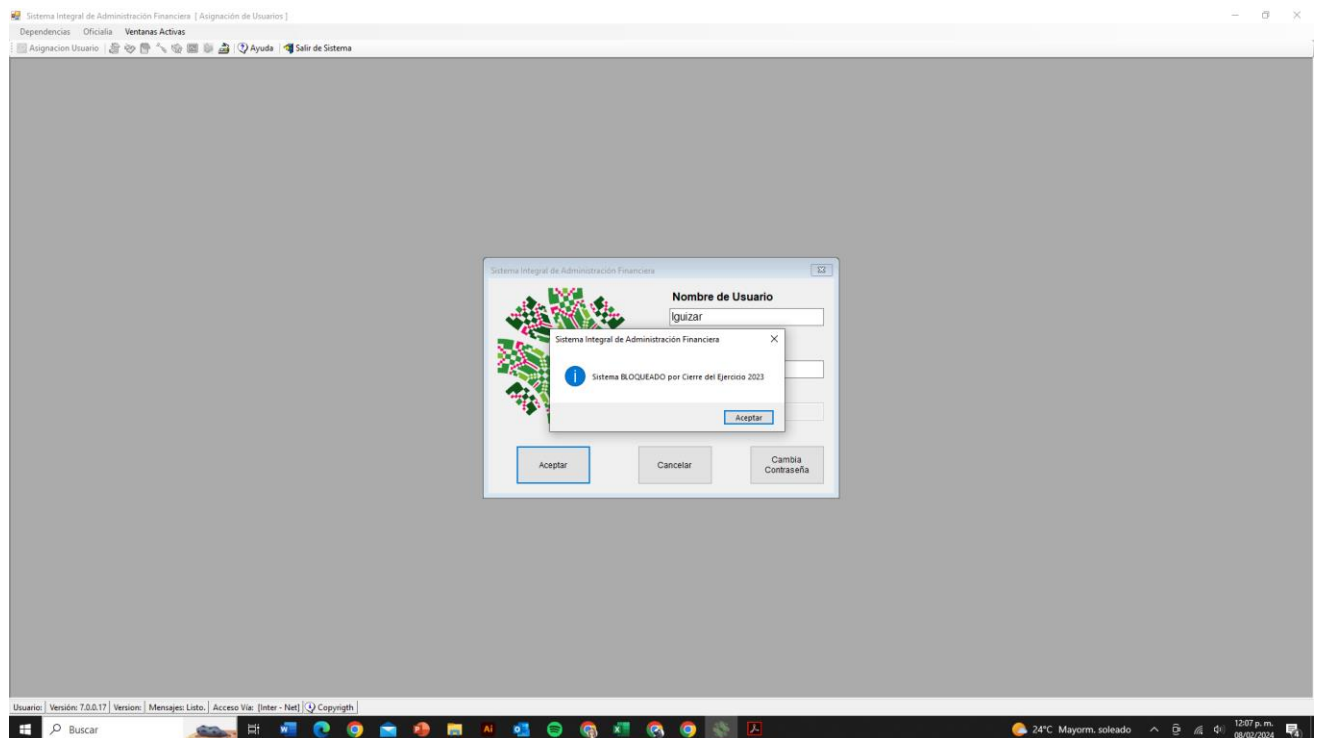 Sistema Integral de Administración Financiera [ Asignación de Usuarios ]
Dependencias Oficialia Ventanas Activas
Asignacion Usuario Ayuda Salir de Sistema
Sistema Integral de Administración Financiera
Nombre de Usuario
lguizar
Sistema Integral de Administración Financiera
Sistema BLOQUEADO por Cierre del Ejercicio 2023
Aceptar
Aceptar
Cancelar
Cambia
Contraseña
Usuario: Versión: 7.0.0.17 Version: Mensajes: Listo. Acceso Vía: [Inter - Net] Copyrigth
Buscar
24°C Mayorm. soleado
12:07 p. m.
08/02/2024